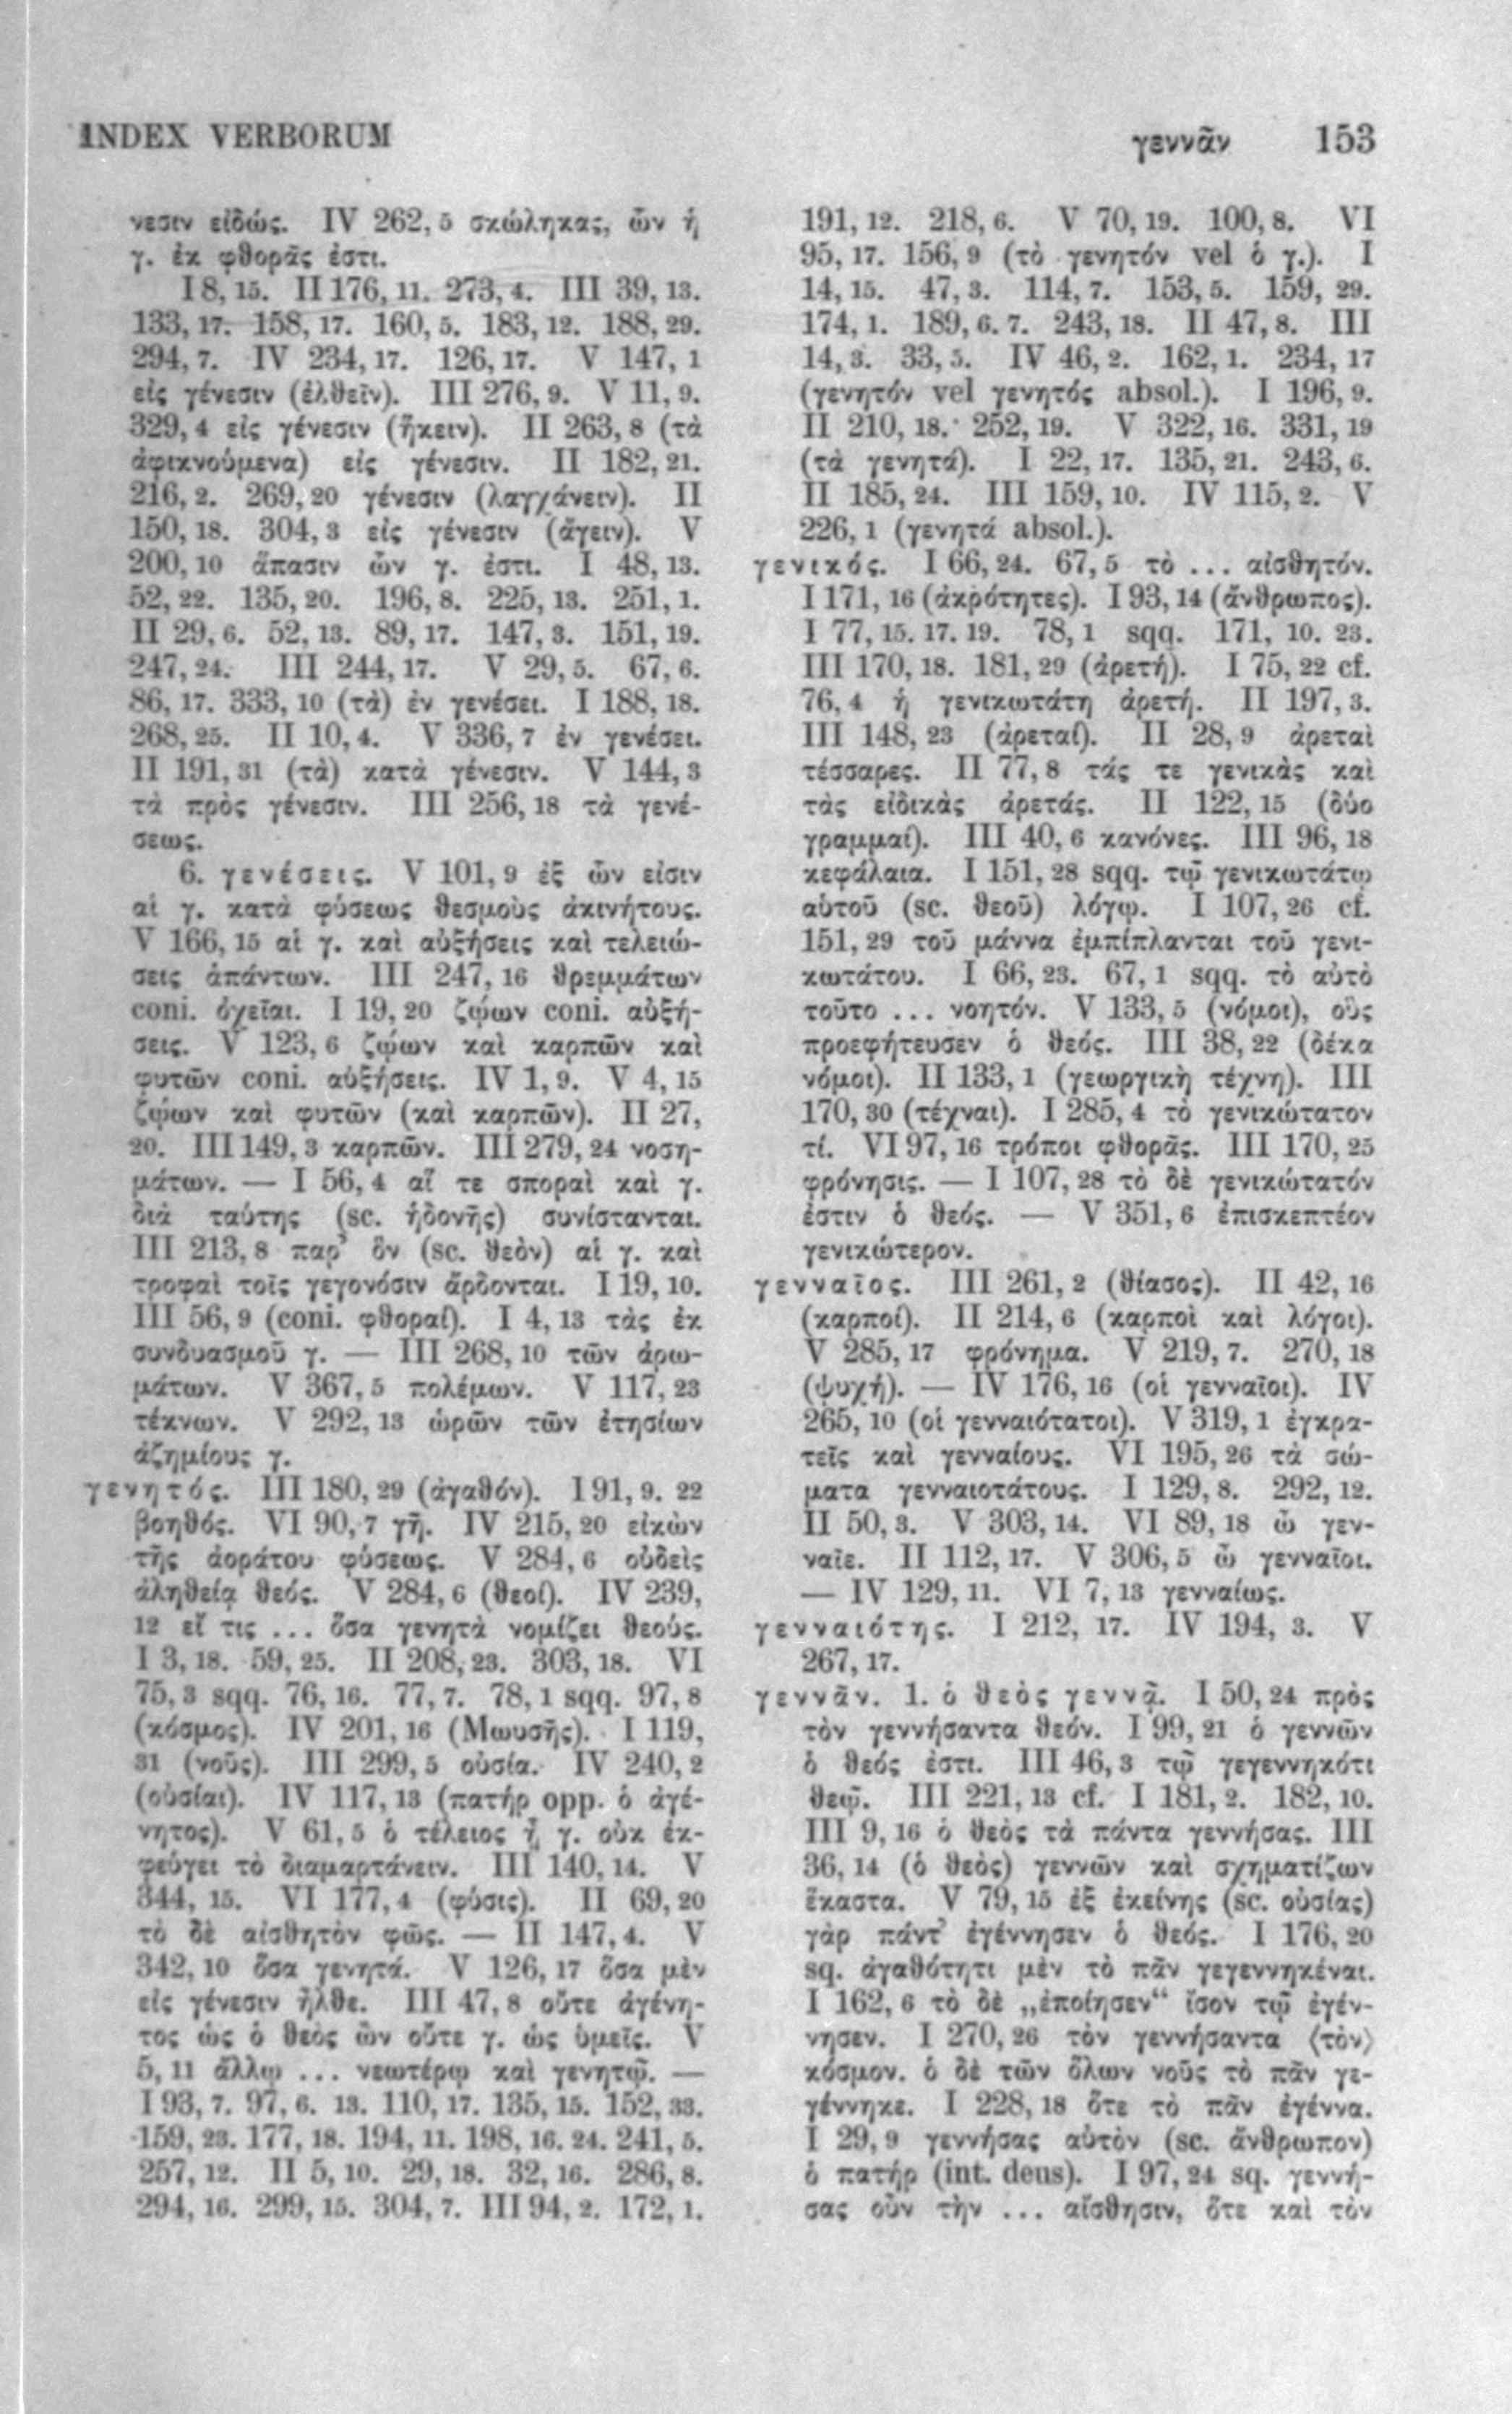 INDEX VERBORUM
γεννᾶν 153
νεσιν εἰδώς. IV 262, 5 σκώληκας, ὧν ἡ
γ. ἐκ φθορᾶς ἐστι.
I 8, 15. II 176, 11. 273, 4. III 39, 13.
133, 17. 158, 17. 160, 5. 183, 12. 188, 29.
294, 7. IV 234, 17. 126, 17. V 147, 1
εἰς γένεσιν (ἐλθεῖν). III 276, 9. V 11, 9.
329, 4 εἰς γένεσιν (ἥκειν). II 263, 8 (τὰ
ἀφικνούμενα) εἰς γένεσιν. II 182, 21.
216, 2. 269, 20 γένεσιν (λαγχάνειν). II
150, 18. 304, 3 εἰς γένεσιν (ἄγειν). V
200, 10 ἅπασιν ὧν γ. ἐστι. I 48, 13.
52, 22. 135, 20. 196, 8. 225, 13. 251, 1.
II 29, 6. 52, 13. 89, 17. 147, 3. 151, 19.
247, 24. III 244, 17. V 29, 5. 67, 6.
86, 17. 333, 10 (τὰ) ἐν γενέσει. I 188, 18.
268, 25. II 10, 4. V 336, 7 ἐν γενέσει.
II 191, 31 (τὰ) κατὰ γένεσιν. V 144, 3
τὰ πρὸς γένεσιν. III 256, 18 τὰ γενέ-
σεως.
6. γενέσεις. V 101, 9 ἐξ ὧν εἰσιν
αἱ γ. κατὰ φύσεως θεσμοὺς ἀκινήτους.
V 166, 15 αἱ γ. καὶ αὐξήσεις καὶ τελειώ-
σεις ἁπάντων. III 247, 16 θρεμμάτων
coni. ὀχεῖαι. I 19, 20 ζῴων coni. αὐξή-
σεις. V 123, 6 ζῴων καὶ καρπῶν καὶ
φυτῶν coni. αὐξήσεις. IV 1, 9. V 4, 15
ζῴων καὶ φυτῶν (καὶ καρπῶν). II 27,
20. III 149, 3 καρπῶν. III 279, 24 νοση-
μάτων. — I 56, 4 αἵ τε σποραὶ καὶ γ.
διὰ ταύτης (sc. ἡδονῆς) συνίστανται.
III 213, 8 παρ’ ὃν (sc. θεὸν) αἱ γ. καὶ
τροφαὶ τοῖς γεγονόσιν ἄρδονται. I 19, 10.
III 56, 9 (coni. φθοραί). I 4, 13 τὰς ἐκ
συνδυασμοῦ γ. — III 268, 10 τῶν ἀρω-
μάτων. V 367, 5 πολέμων. V 117, 23
τέκνων. V 292, 13 ὡρῶν τῶν ἐτησίων
ἀζημίους γ.
γενητός. III 180, 29 (ἀγαθόν). I 91, 9. 22
βοηθός. VI 90, 7 γῆ. IV 215, 20 εἰκὼν
τῆς ἀοράτου φύσεως. V 284, 6 οὐδεὶς
ἀληθείᾳ θεός. V 284, 6 (θεοί). IV 239,
12 εἴ τις ... ὅσα γενητὰ νομίζει θεούς.
I 3, 18. 59, 25. II 208, 23. 303, 18. VI
75, 3 sqq. 76, 16. 77, 7. 78, 1 sqq. 97, 8
(κόσμος). IV 201, 16 (Μωυσῆς). I 119,
31 (νοῦς). III 299, 5 οὐσία. IV 240, 2
(οὐσίαι). IV 117, 13 (πατήρ opp. ὁ ἀγέ-
νητος). V 61, 5 ὁ τέλειος ᾗ γ. οὐκ ἐκ-
φεύγει τὸ διαμαρτάνειν. III 140, 14. V
344, 15. VI 177, 4 (φύσις). II 69, 20
τὸ δὲ αἰσθητὸν φῶς. — II 147, 4. V
342, 10 ὅσα γενητά. V 126, 17 ὅσα μὲν
εἰς γένεσιν ἦλθε. III 47, 8 οὔτε ἀγένη-
τος ὡς ὁ θεὸς ὢν οὔτε γ. ὡς ὑμεῖς. V
5, 11 ἄλλῳ ... νεωτέρῳ καὶ γενητῷ. —
I 93, 7. 97, 6. 13. 110, 17. 135, 15. 152, 33.
159, 23. 177, 18. 194, 11. 198, 16. 24. 241, 5.
257, 12. II 5, 10. 29, 18. 32, 16. 286, 8.
294, 16. 299, 15. 304, 7. III 94, 2. 172, 1.
191, 12. 218, 6. V 70, 19. 100, 8. VI
95, 17. 156, 9 (τὸ γενητόν vel ὁ γ.). I
14, 15. 47, 3. 114, 7. 153, 5. 159, 29.
174, 1. 189, 6. 7. 243, 18. II 47, 8. III
14, 3. 33, 5. IV 46, 2. 162, 1. 234, 17
(γενητόν vel γενητός absol.). I 196, 9.
II 210, 18. 252, 19. V 322, 16. 331, 19
(τὰ γενητά). I 22, 17. 135, 21. 243, 6.
II 185, 24. III 159, 10. IV 115, 2. V
226, 1 (γενητά absol.).
γενικός. I 66, 24. 67, 5 τὸ ... αἰσθητόν.
I 171, 16 (ἀκρότητες). I 93, 14 (ἄνθρωπος).
I 77, 15. 17. 19. 78, 1 sqq. 171, 10. 23.
III 170, 18. 181, 29 (ἀρετή). I 75, 22 cf.
76, 4 ἡ γενικωτάτη ἀρετή. II 197, 3.
III 148, 23 (ἀρεταί). II 28, 9 ἀρεταὶ
τέσσαρες. II 77, 8 τάς τε γενικὰς καὶ
τὰς εἰδικὰς ἀρετάς. II 122, 15 (δύο
γραμμαί). III 40, 6 κανόνες. III 96, 18
κεφάλαια. I 151, 28 sqq. τῷ γενικωτάτῳ
αὐτοῦ (sc. θεοῦ) λόγῳ. I 107, 26 cf.
151, 29 τοῦ μάννα ἐμπίπλανται τοῦ γενι-
κωτάτου. I 66, 23. 67, 1 sqq. τὸ αὐτὸ
τοῦτο ... νοητόν. V 133, 5 (νόμοι), οὓς
προεφήτευσεν ὁ θεός. III 38, 22 (δέκα
νόμοι). II 133, 1 (γεωργικὴ τέχνη). III
170, 30 (τέχναι). I 285, 4 τὸ γενικώτατον
τί. VI 97, 16 τρόποι φθορᾶς. III 170, 25
φρόνησις. — I 107, 28 τὸ δὲ γενικώτατόν
ἐστιν ὁ θεός. — V 351, 6 ἐπισκεπτέον
γενικώτερον.
γενναῖος. III 261, 2 (θίασος). II 42, 16
(καρποί). II 214, 6 (καρποὶ καὶ λόγοι).
V 285, 17 φρόνημα. V 219, 7. 270, 18
(ψυχή). — IV 176, 16 (οἱ γενναῖοι). IV
265, 10 (οἱ γενναιότατοι). V 319, 1 ἐγκρα-
τεῖς καὶ γενναίους. VI 195, 26 τὰ σώ-
ματα γενναιοτάτους. I 129, 8. 292, 12.
II 50, 3. V 303, 14. VI 89, 18 ὦ γεν-
ναῖε. II 112, 17. V 306, 5 ὦ γενναῖοι.
— IV 129, 11. VI 7, 13 γενναίως.
γενναιότης. I 212, 17. IV 194, 3. V
267, 17.
γεννᾶν. 1. ὁ θεὸς γεννᾷ. I 50, 24 πρὸς
τὸν γεννήσαντα θεόν. I 99, 21 ὁ γεννῶν
ὁ θεός ἐστι. III 46, 3 τῷ γεγεννηκότι
θεῷ. III 221, 13 cf. I 181, 2. 182, 10.
III 9, 16 ὁ θεὸς τὰ πάντα γεννήσας. III
36, 14 (ὁ θεὸς) γεννῶν καὶ σχηματίζων
ἕκαστα. V 79, 15 ἐξ ἐκείνης (sc. οὐσίας)
γὰρ πάντ’ ἐγέννησεν ὁ θεός. I 176, 20
sq. ἀγαθότητι μὲν τὸ πᾶν γεγεννηκέναι.
I 162, 6 τὸ δὲ „ἐποίησεν“ ἴσον τῷ ἐγέν-
νησεν. I 270, 26 τὸν γεννήσαντα ⟨τὸν⟩
κόσμον. ὁ δὲ τῶν ὅλων νοῦς τὸ πᾶν γε-
γέννηκε. I 228, 18 ὅτε τὸ πᾶν ἐγέννα.
I 29, 9 γεννήσας αὐτὸν (sc. ἄνθρωπον)
ὁ πατήρ (int. deus). I 97, 24 sq. γεννή-
σας οὖν τὴν ... αἴσθησιν, ὅτε καὶ τὸν